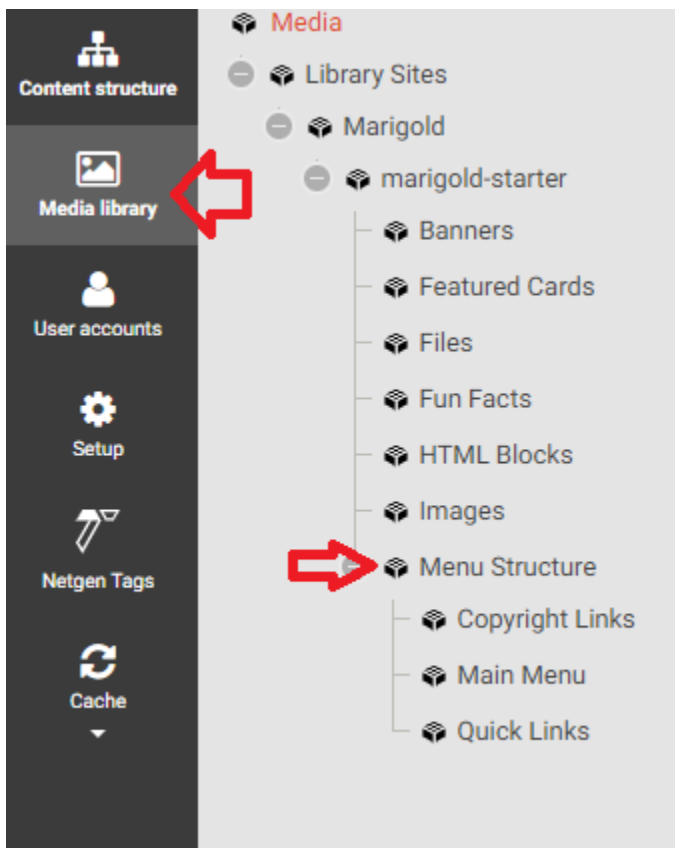 Content structure
Media library
User accounts
Setup
Netgen Tags
Cache
Media
Library Sites
Marigold
marigold-starter
Banners
Featured Cards
Files
Fun Facts
HTML Blocks
Images
Menu Structure
Copyright Links
Main Menu
Quick Links